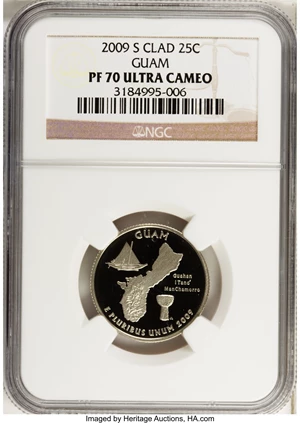 2009 S CLAD 25C
GUAM
PF 70 ULTRA CAMEO
3184995-006
NGC
GUAM
Guahan
I Tano'
ManChamorro
E PLURIBUS UNUM 2009
Imaged by Heritage Auctions, HA.com